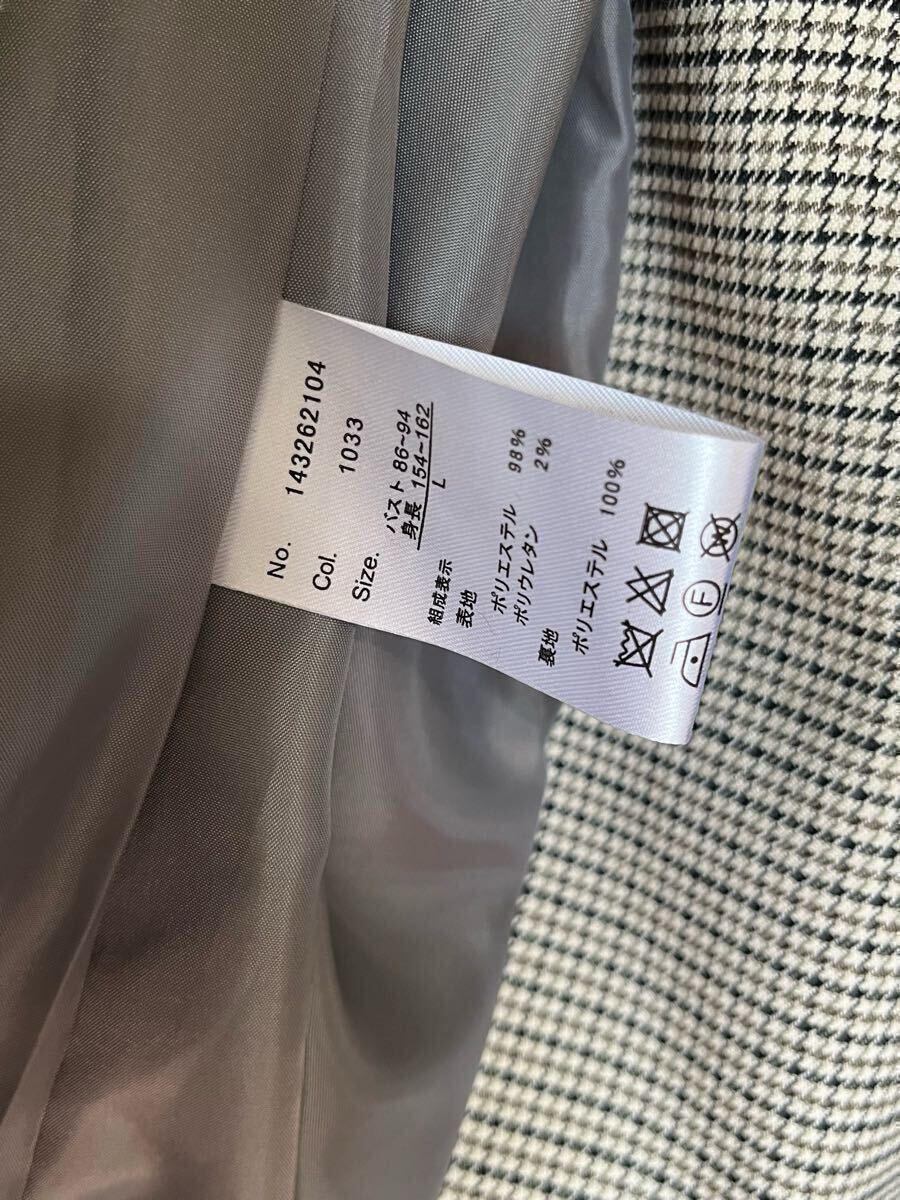 No. 143262104
Col. 1033
Size. バスト 86~94
身長 154~162
L
組成表示
表地
ポリエステル 98%
ポリウレタン 2%
裏地
ポリエステル 100%
F W